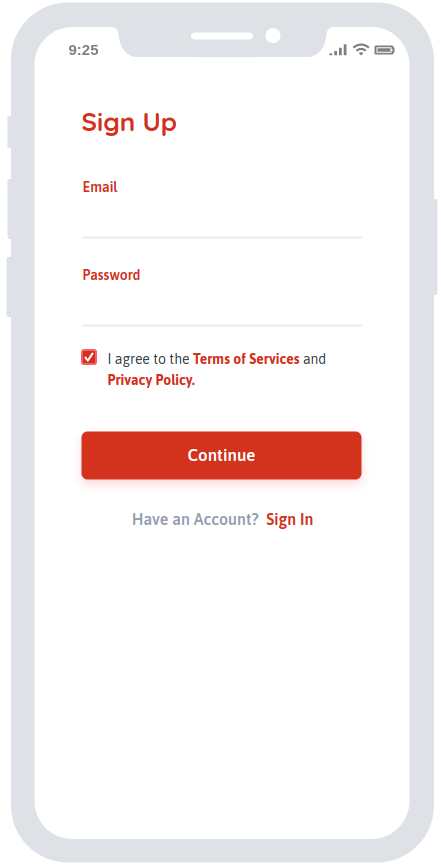 9:25
Sign Up
Email
Password
I agree to the Terms of Services and
Privacy Policy.
Continue
Have an Account? Sign In